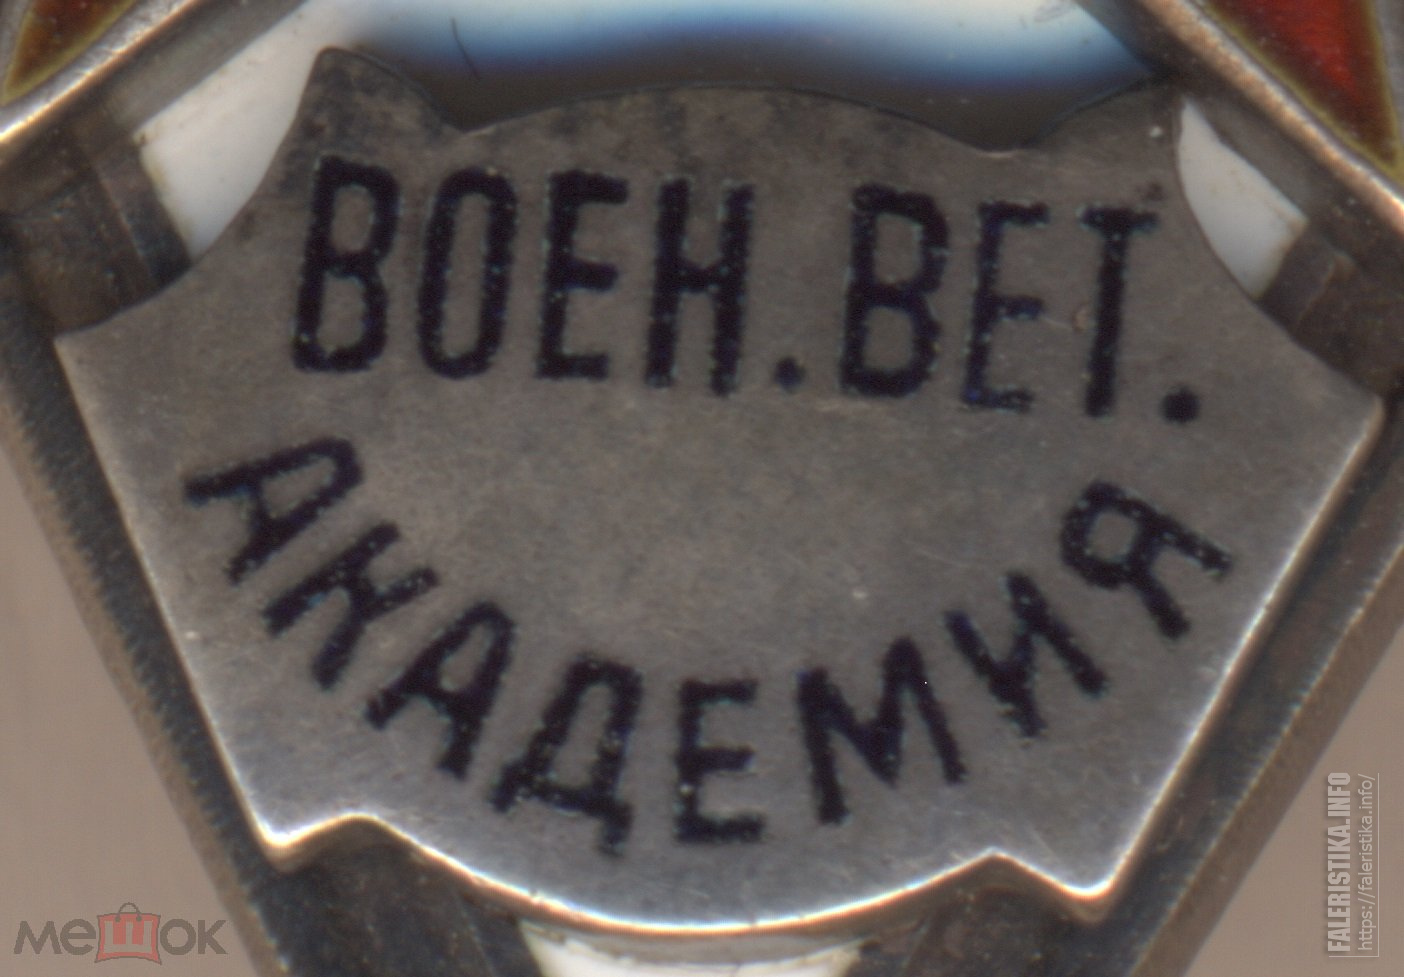 ВОЕН.ВЕТ.
АКАДЕМИЯ
мешок
FALERISTIKA.INFO
https://faleristika.info/